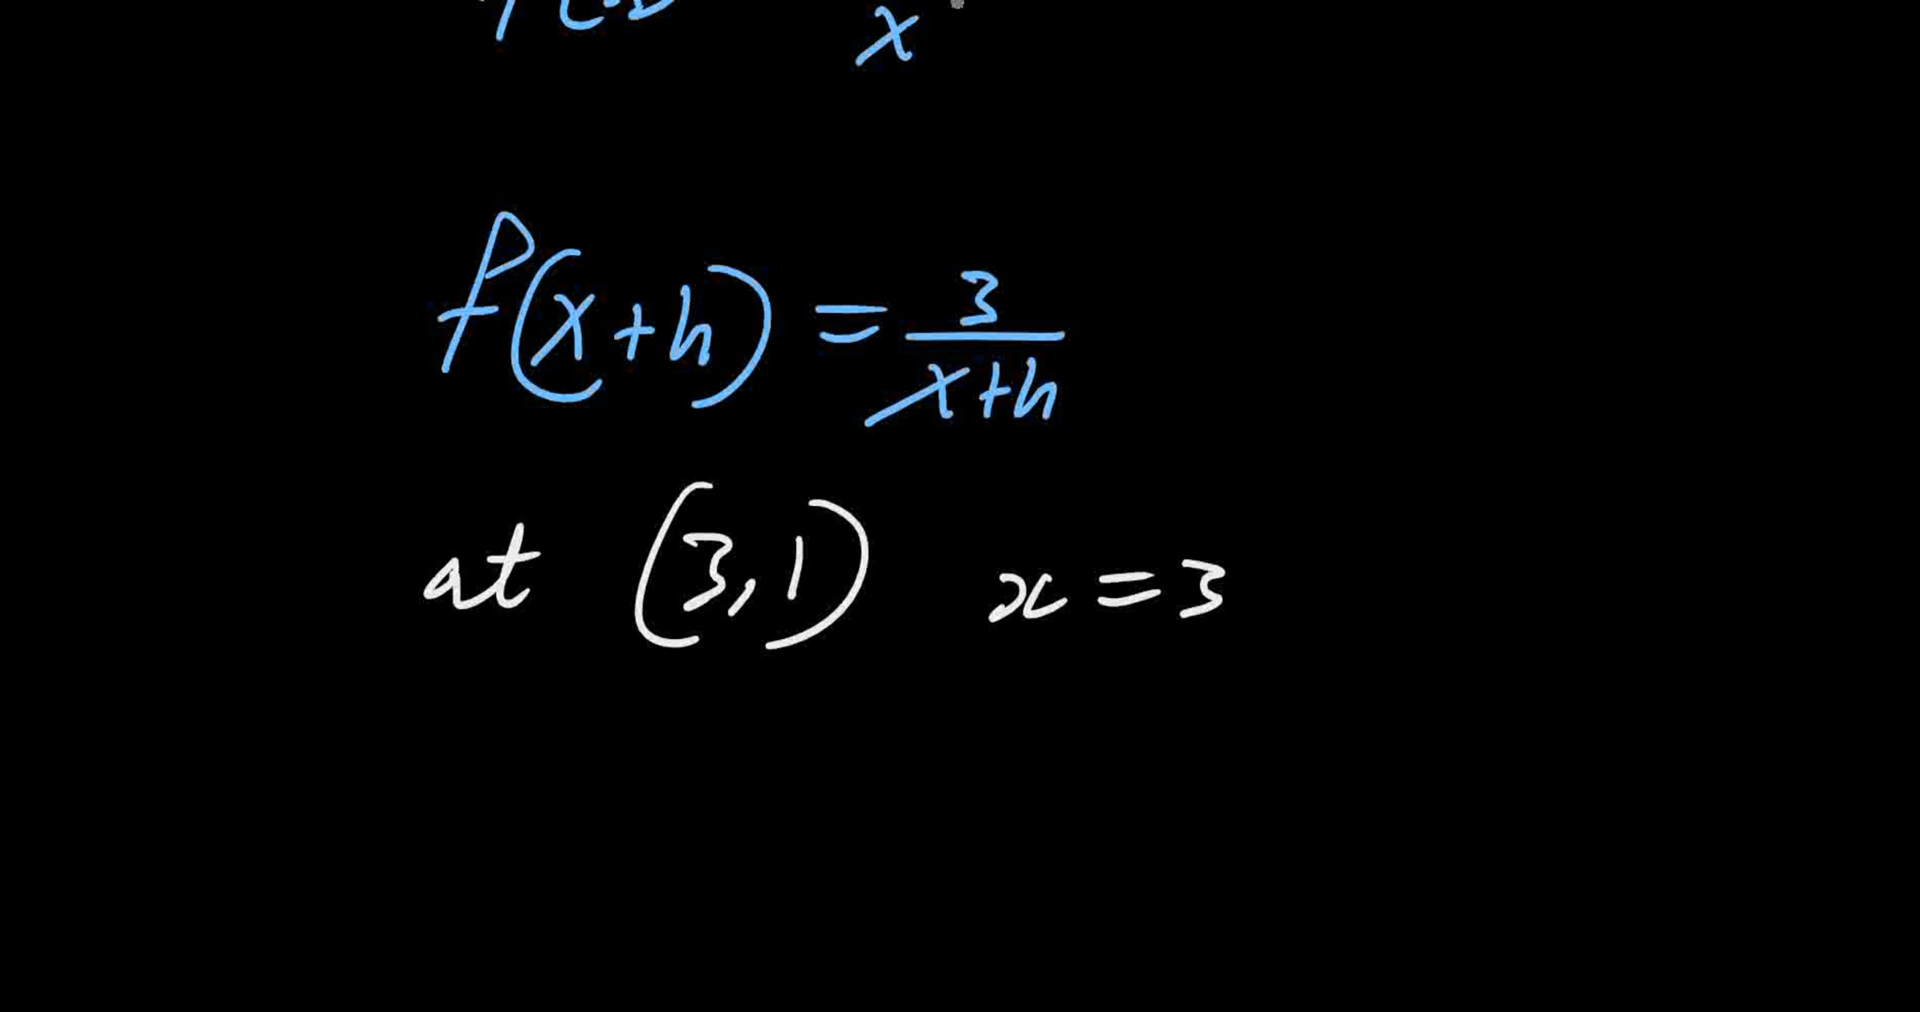 x
f(x+h) = 3/(x+h)
at (3,1) x=3